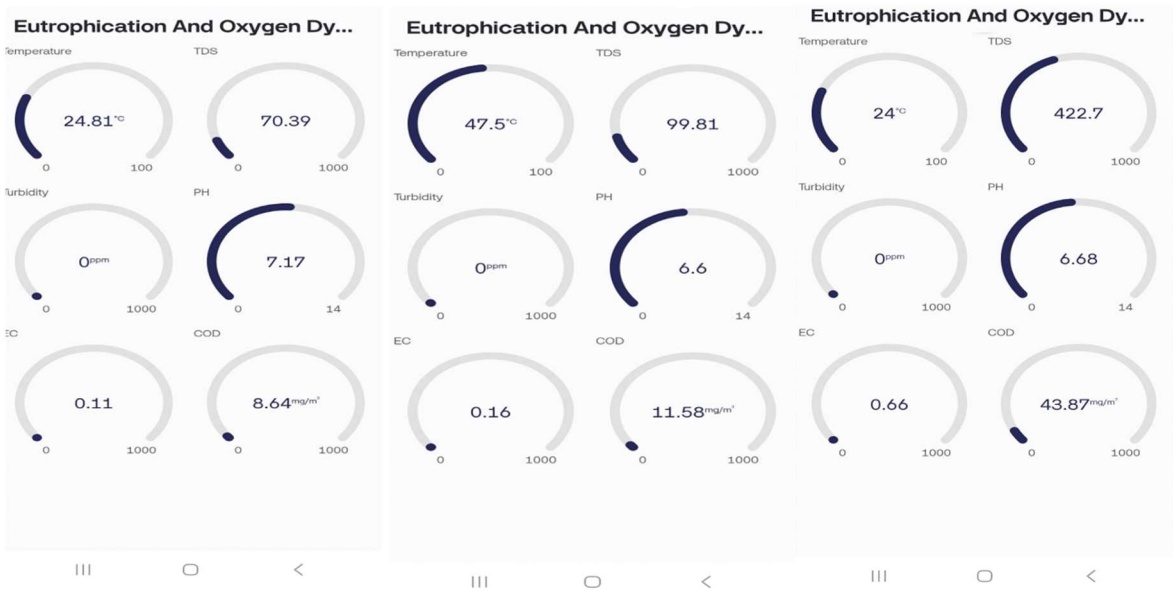 Eutrophication And Oxygen Dy...
Temperature TDS
24.81°C 70.39
0 100 0 1000
Turbidity PH
0ppm 7.17
0 1000 0 14
EC COD
0.11 8.64mg/m³
0 1000 0 1000
Eutrophication And Oxygen Dy...
Temperature TDS
47.5°C 99.81
0 100 0 1000
Turbidity PH
0ppm 6.6
0 1000 0 14
EC COD
0.16 11.58mg/m³
0 1000 0 1000
Eutrophication And Oxygen Dy...
Temperature TDS
24°C 422.7
0 100 0 1000
Turbidity PH
0ppm 6.68
0 1000 0 14
EC COD
0.66 43.87mg/m³
0 1000 0 1000